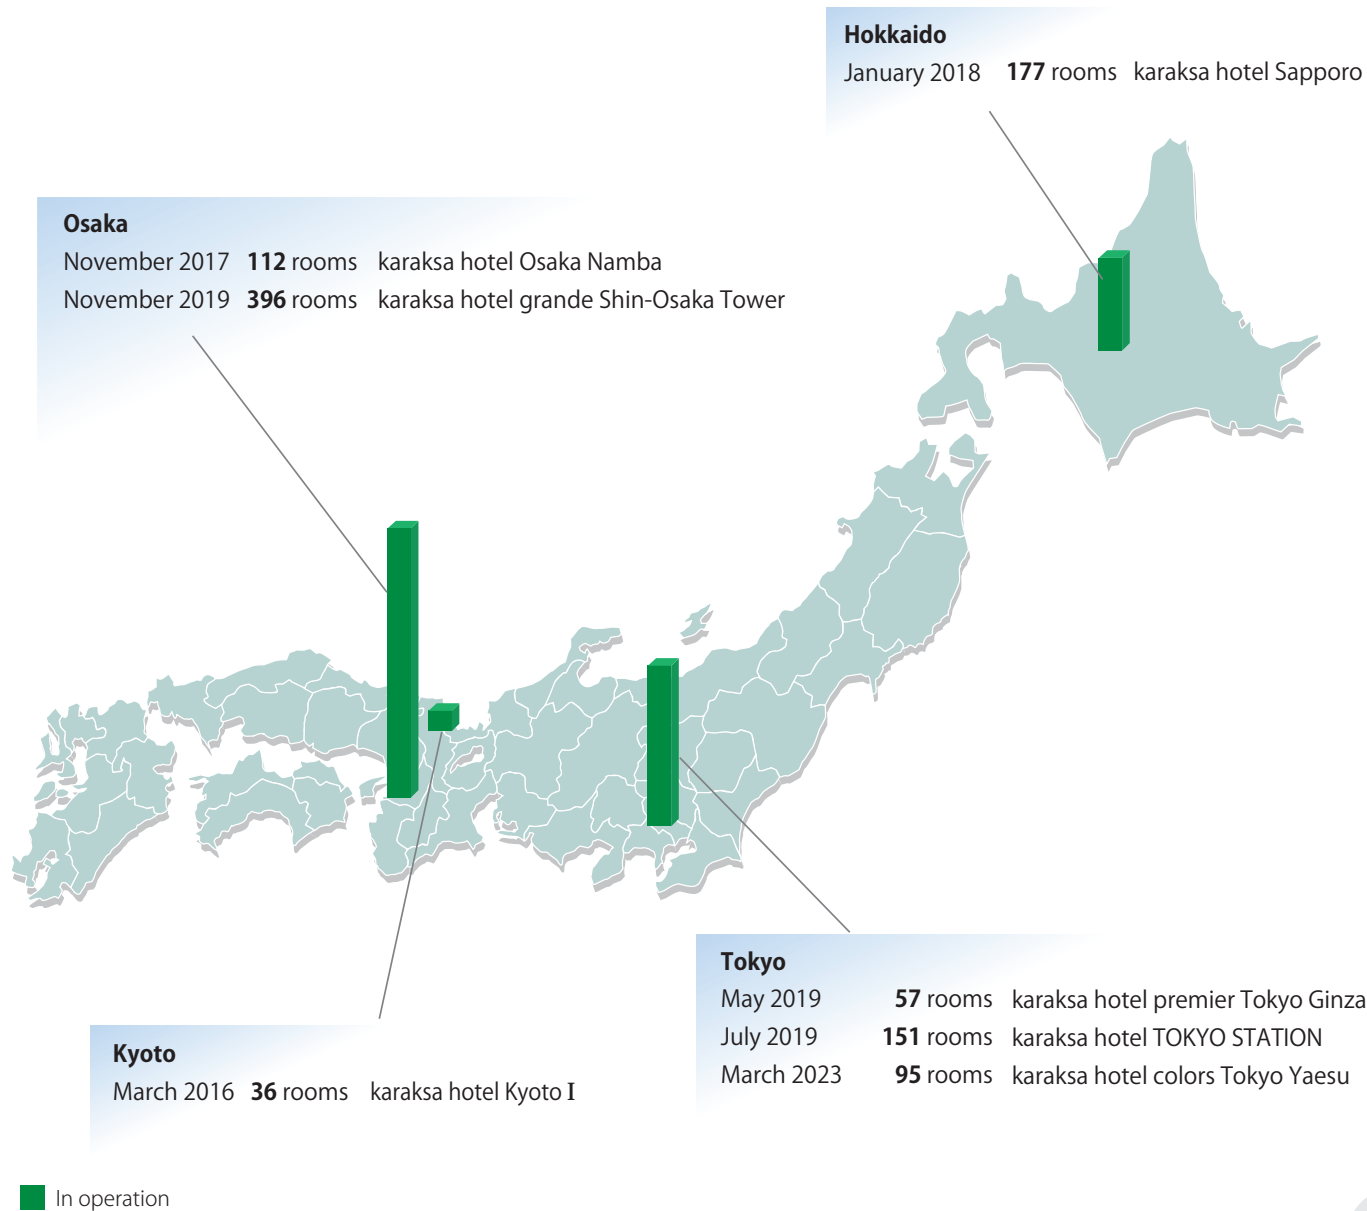 Hokkaido
January 2018 177 rooms karaksa hotel Sapporo
Osaka
November 2017 112 rooms karaksa hotel Osaka Namba
November 2019 396 rooms karaksa hotel grande Shin-Osaka Tower
Tokyo
May 2019 57 rooms karaksa hotel premier Tokyo Ginza
July 2019 151 rooms karaksa hotel TOKYO STATION
March 2023 95 rooms karaksa hotel colors Tokyo Yaesu
Kyoto
March 2016 36 rooms karaksa hotel Kyoto I
In operation